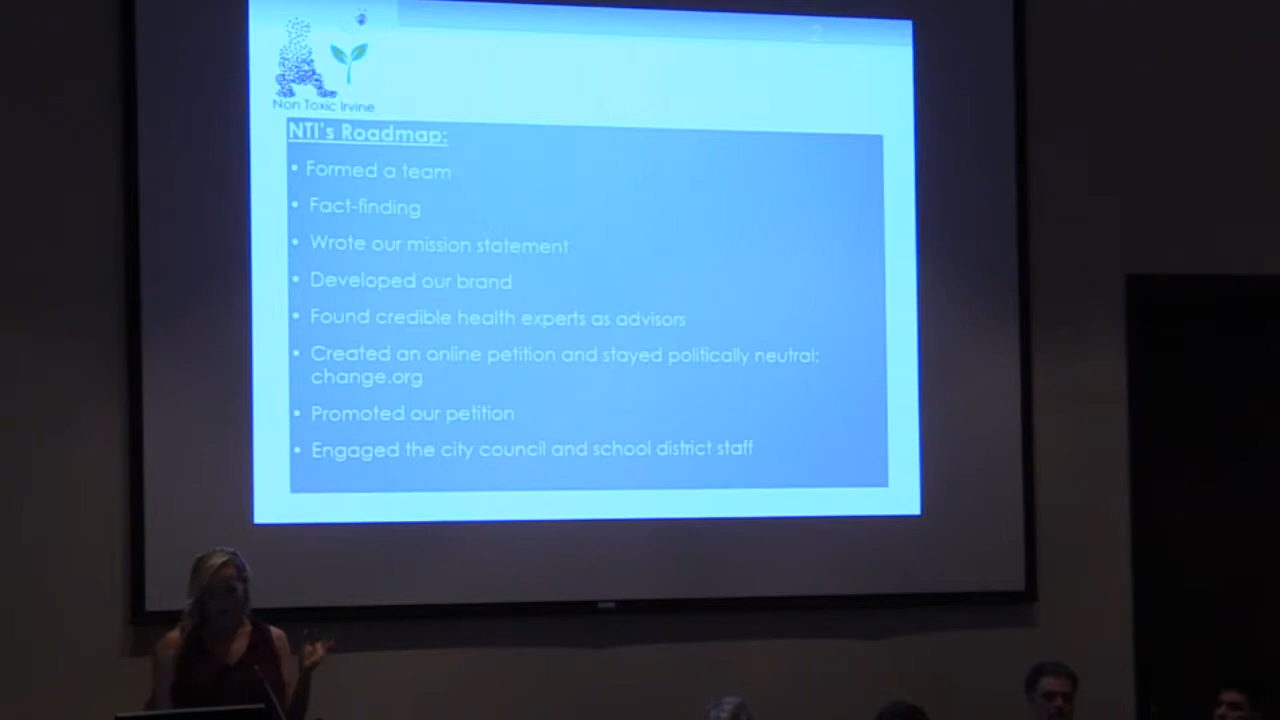 2
Non Toxic Irvine
NTI's Roadmap:
• Formed a team
• Fact-finding
• Wrote our mission statement
• Developed our brand
• Found credible health experts as advisors
• Created an online petition and stayed politically neutral:
change.org
• Promoted our petition
• Engaged the city council and school district staff